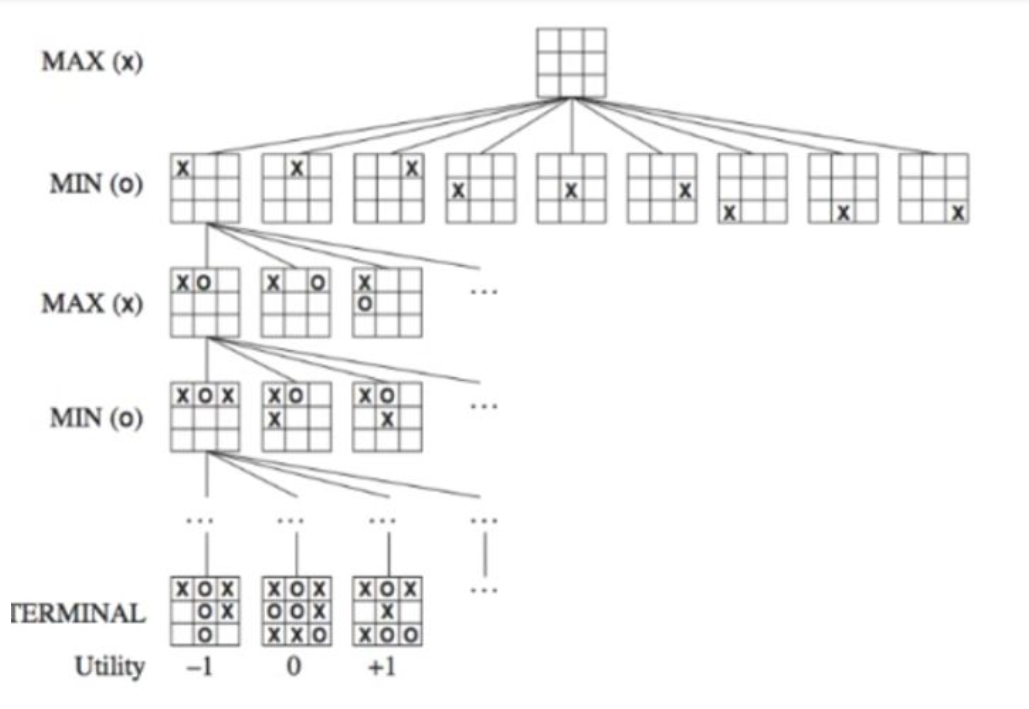 MAX (x)
X X X
MIN (o) X X X
X X X
X O X O X
MAX (x) O ...
X O X X O X O
MIN (o) X X ...
... ... ... ...
X O X X O X X O X ...
TERMINAL O X O O X X
O X X O X O O
Utility –1 0 +1